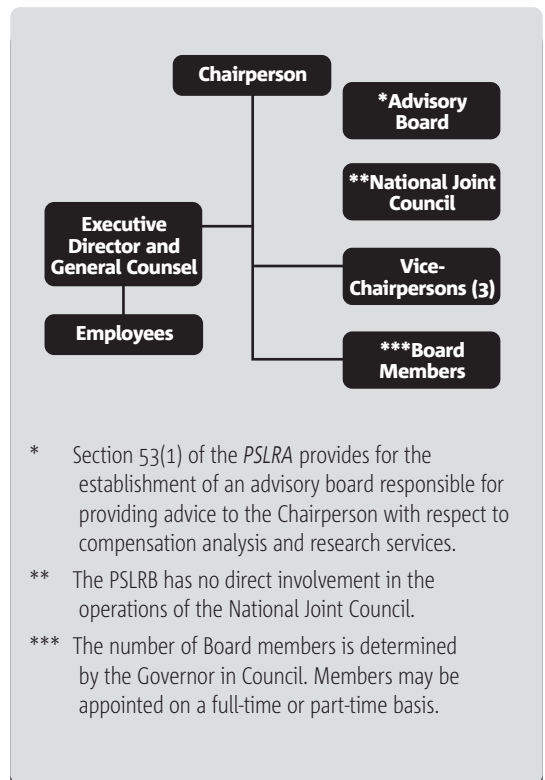 Chairperson
*Advisory
Board
**National Joint
Council
Executive
Director and
General Counsel
Vice-
Chairpersons (3)
Employees
***Board
Members
* Section 53(1) of the PSLRA provides for the
establishment of an advisory board responsible for
providing advice to the Chairperson with respect to
compensation analysis and research services.
** The PSLRB has no direct involvement in the
operations of the National Joint Council.
*** The number of Board members is determined
by the Governor in Council. Members may be
appointed on a full-time or part-time basis.